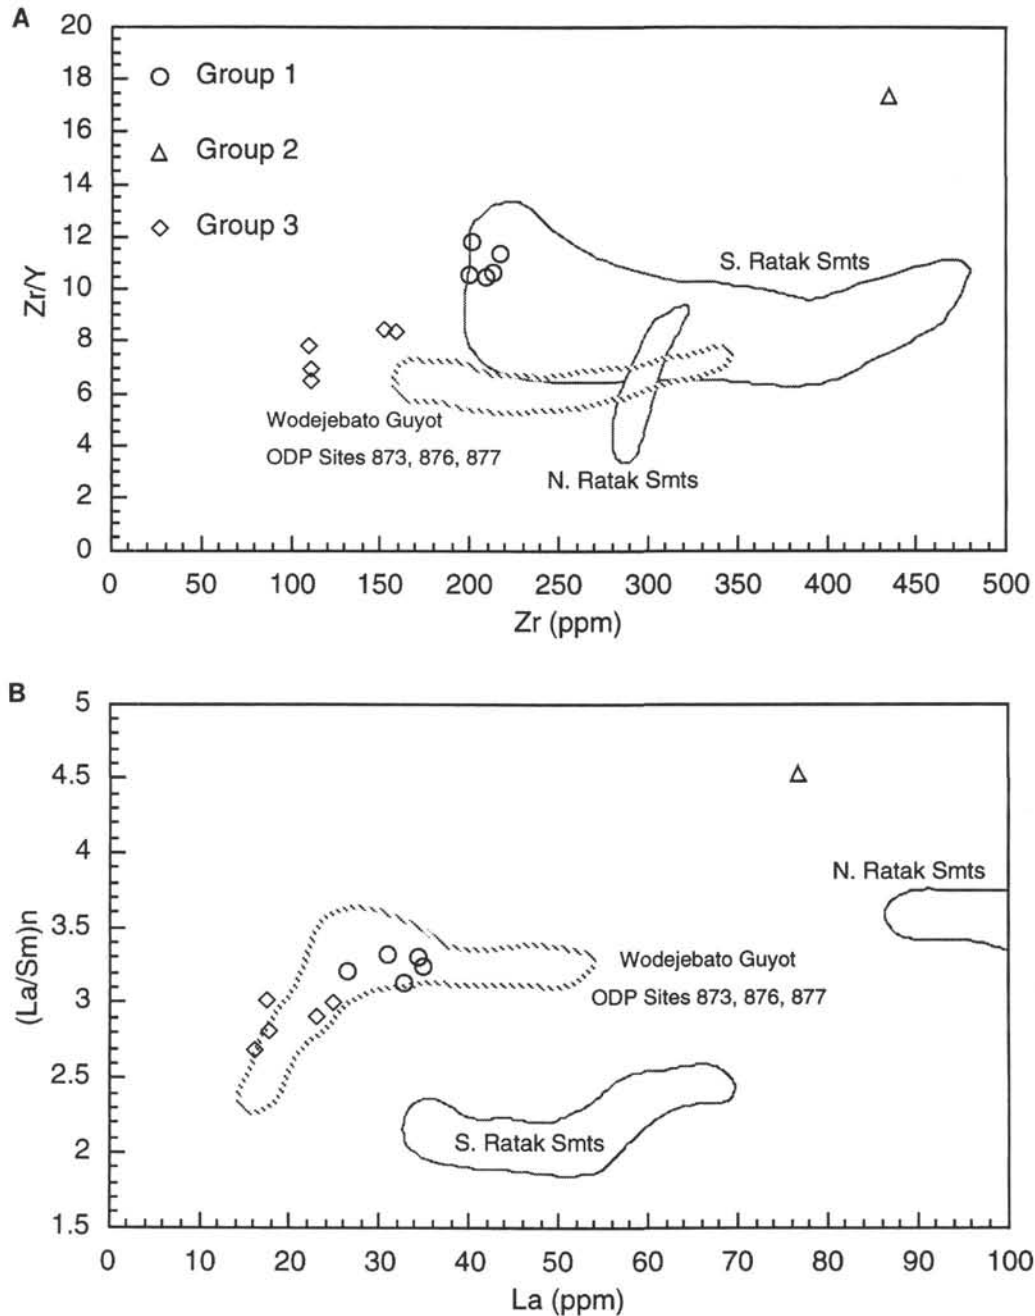 A
20
18
16
14
12
10
8
6
4
2
0
Zr/Y
Group 1
Group 2
Group 3
S. Ratak Smts
Wodejebato Guyot
ODP Sites 873, 876, 877
N. Ratak Smts
0 50 100 150 200 250 300 350 400 450 500
Zr (ppm)
B
5
4.5
4
3.5
3
2.5
2
1.5
(La/Sm)n
N. Ratak Smts
Wodejebato Guyot
ODP Sites 873, 876, 877
S. Ratak Smts
0 10 20 30 40 50 60 70 80 90 100
La (ppm)